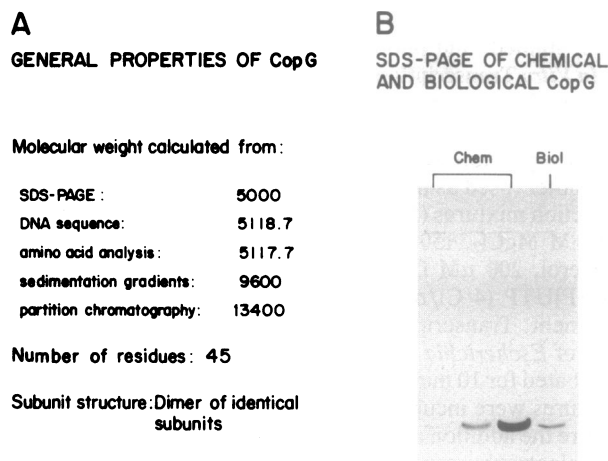 A
GENERAL PROPERTIES OF CopG
Molecular weight calculated from:
SDS-PAGE: 5000
DNA sequence: 5118.7
amino acid analysis: 5117.7
sedimentation gradients: 9600
partition chromatography: 13400
Number of residues: 45
Subunit structure: Dimer of identical
subunits
B
SDS-PAGE OF CHEMICAL
AND BIOLOGICAL CopG
Chem Biol